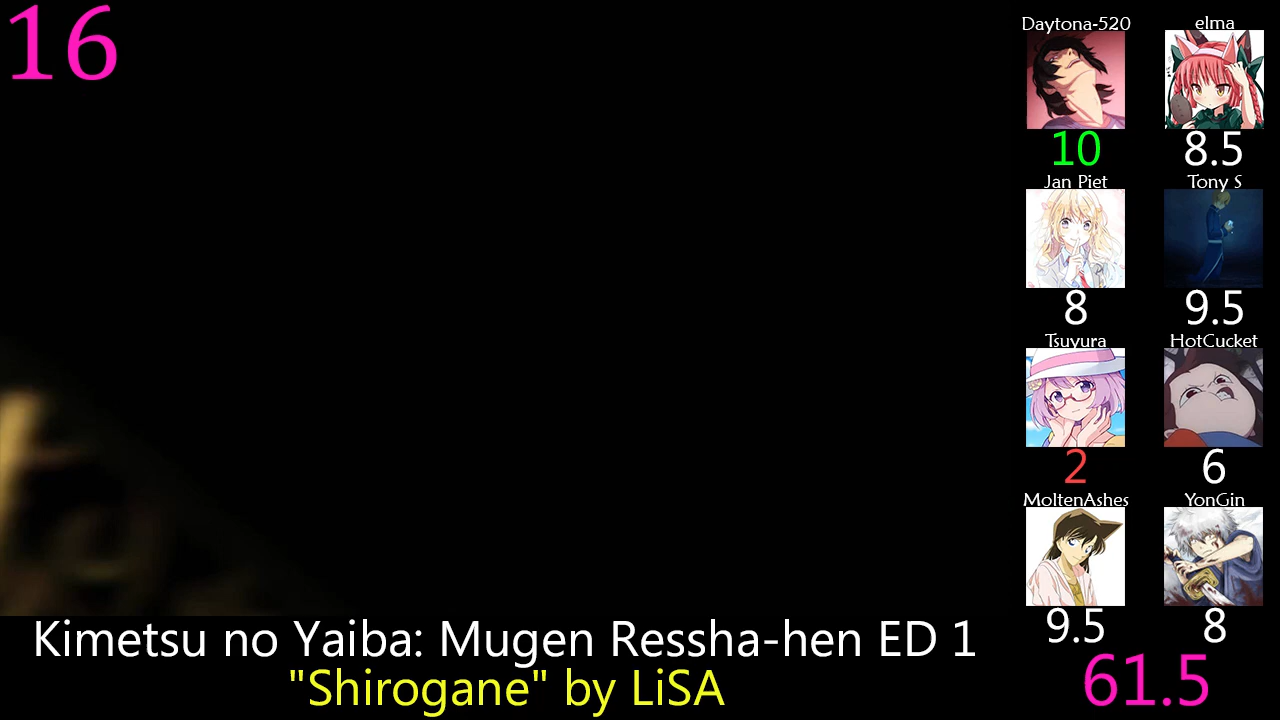 16
Daytona-520
elma
10
8.5
Jan Piet
Tony S
8
9.5
Tsuyura
HotCucket
2
6
MoltenAshes
YonGin
9.5
8
Kimetsu no Yaiba: Mugen Ressha-hen ED 1
"Shirogane" by LiSA
61.5